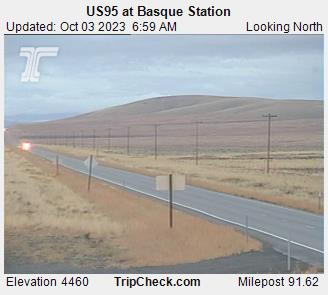 US95 at Basque Station
Updated: Oct 03 2023 6:59 AM Looking North
Elevation 4460 TripCheck.com Milepost 91.62